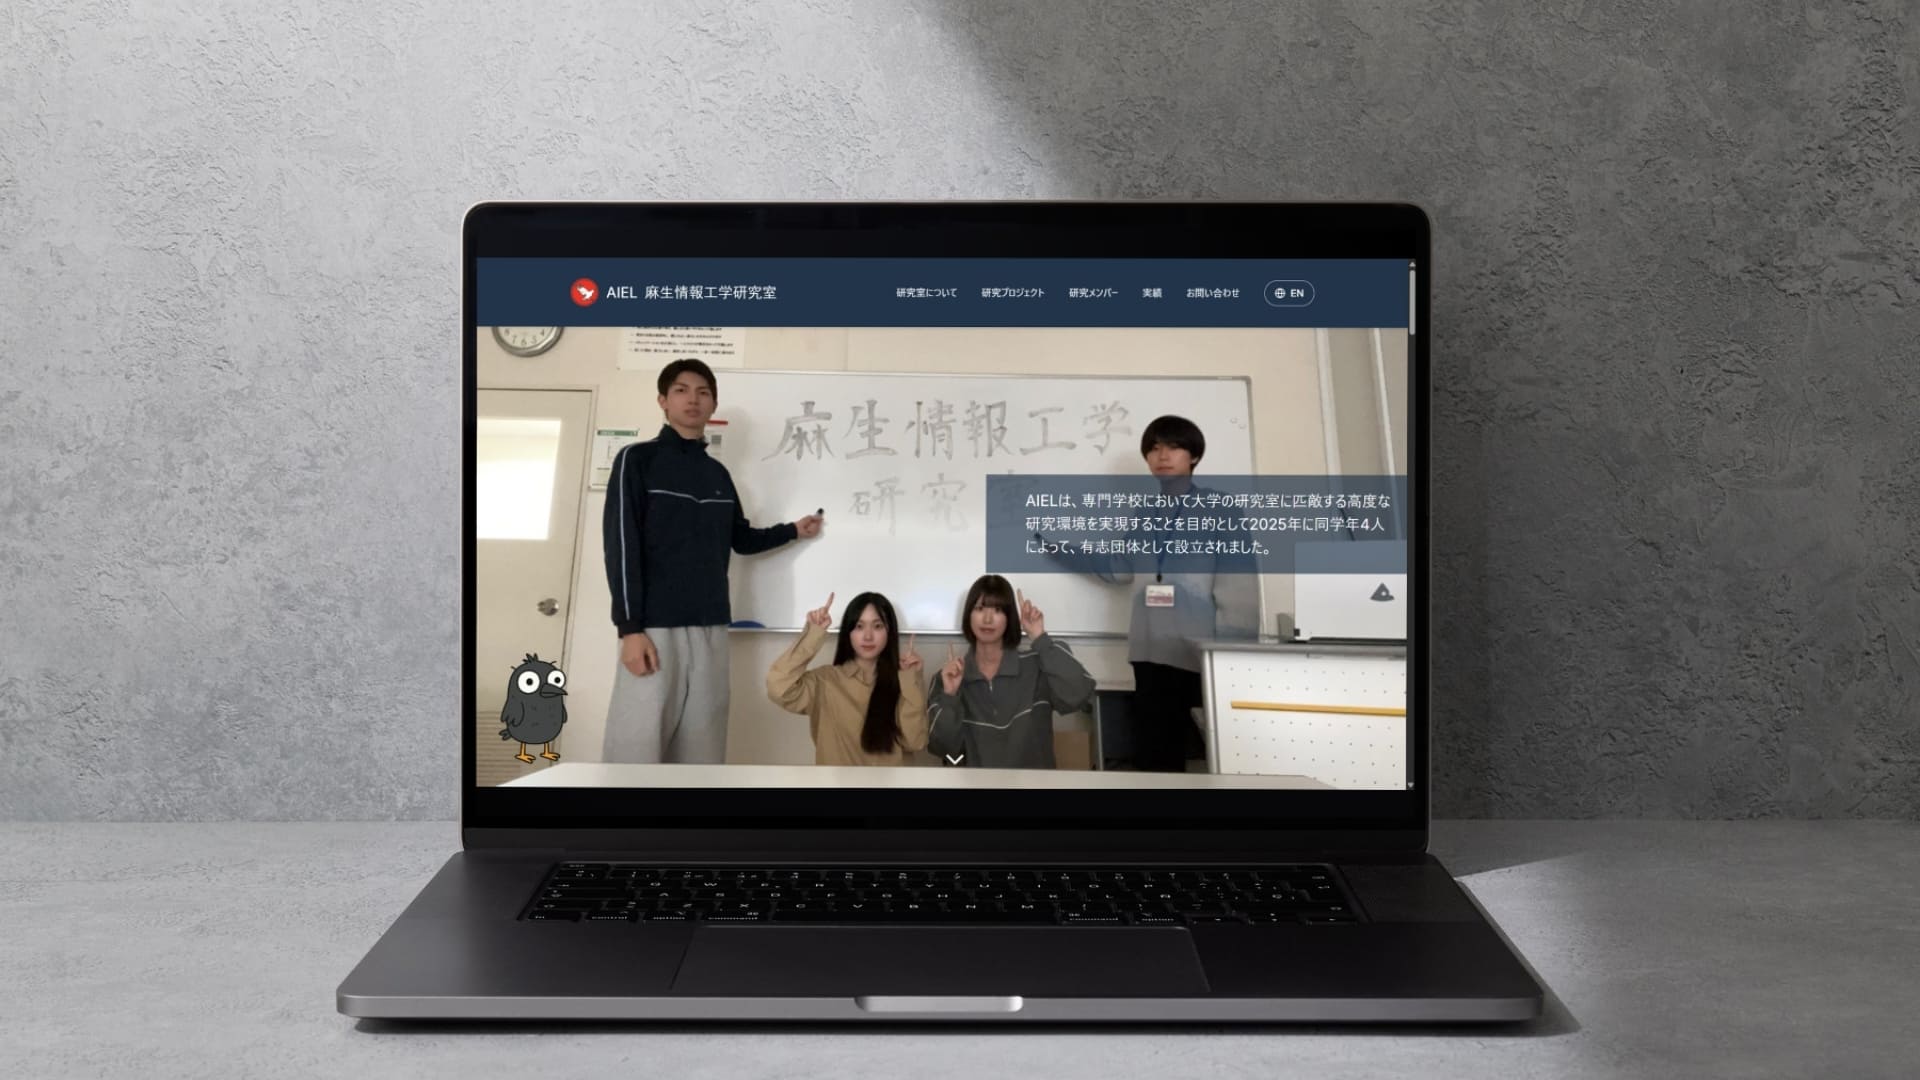 AIEL 麻生情報工学研究室
研究室について 研究プロジェクト 研究メンバー 実績 お問い合わせ EN
麻生情報工学
研究室
AIELは、専門学校において大学の研究室に匹敵する高度な
研究環境を実現することを目的として2025年に同学年4人
によって、有志団体として設立されました。